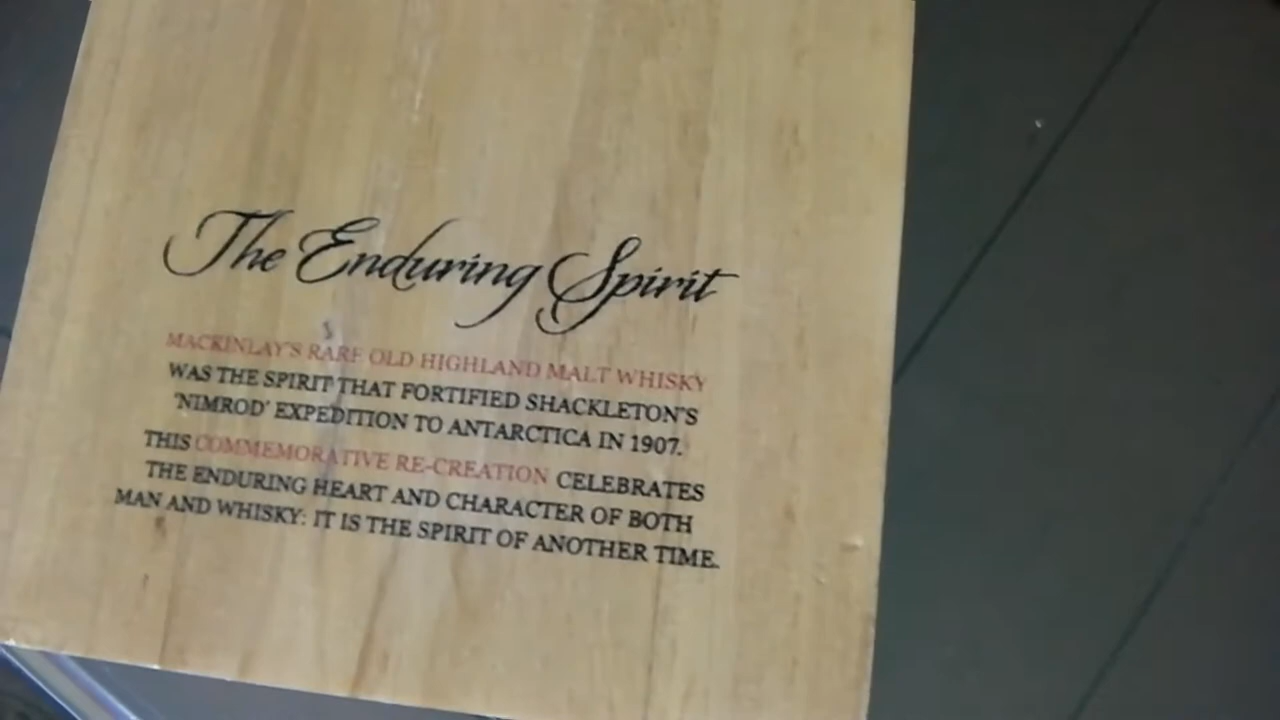 The Enduring Spirit
MACKINLAY'S RARE OLD HIGHLAND MALT WHISKY
WAS THE SPIRIT THAT FORTIFIED SHACKLETON'S
'NIMROD' EXPEDITION TO ANTARCTICA IN 1907.
THIS COMMEMORATIVE RE-CREATION CELEBRATES
THE ENDURING HEART AND CHARACTER OF BOTH
MAN AND WHISKY: IT IS THE SPIRIT OF ANOTHER TIME.